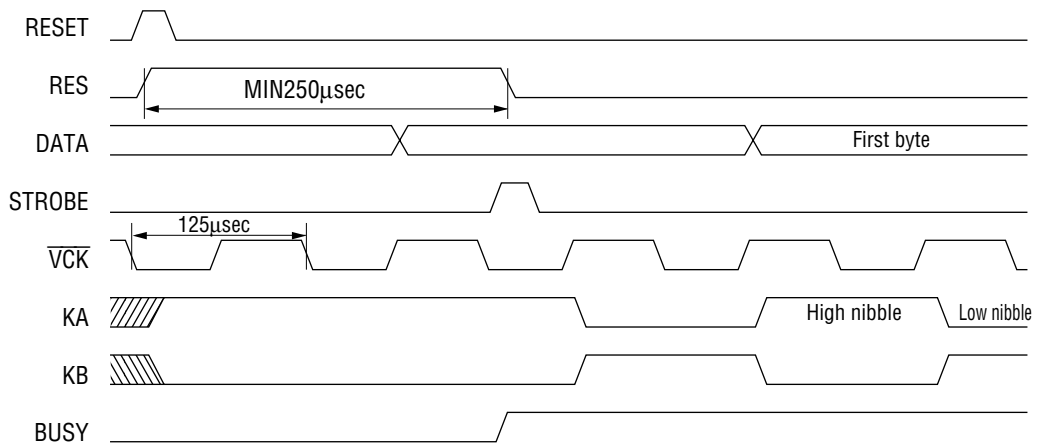 RESET
RES
MIN250μsec
DATA
First byte
STROBE
125μsec
VCK
KA
High nibble
Low nibble
KB
BUSY